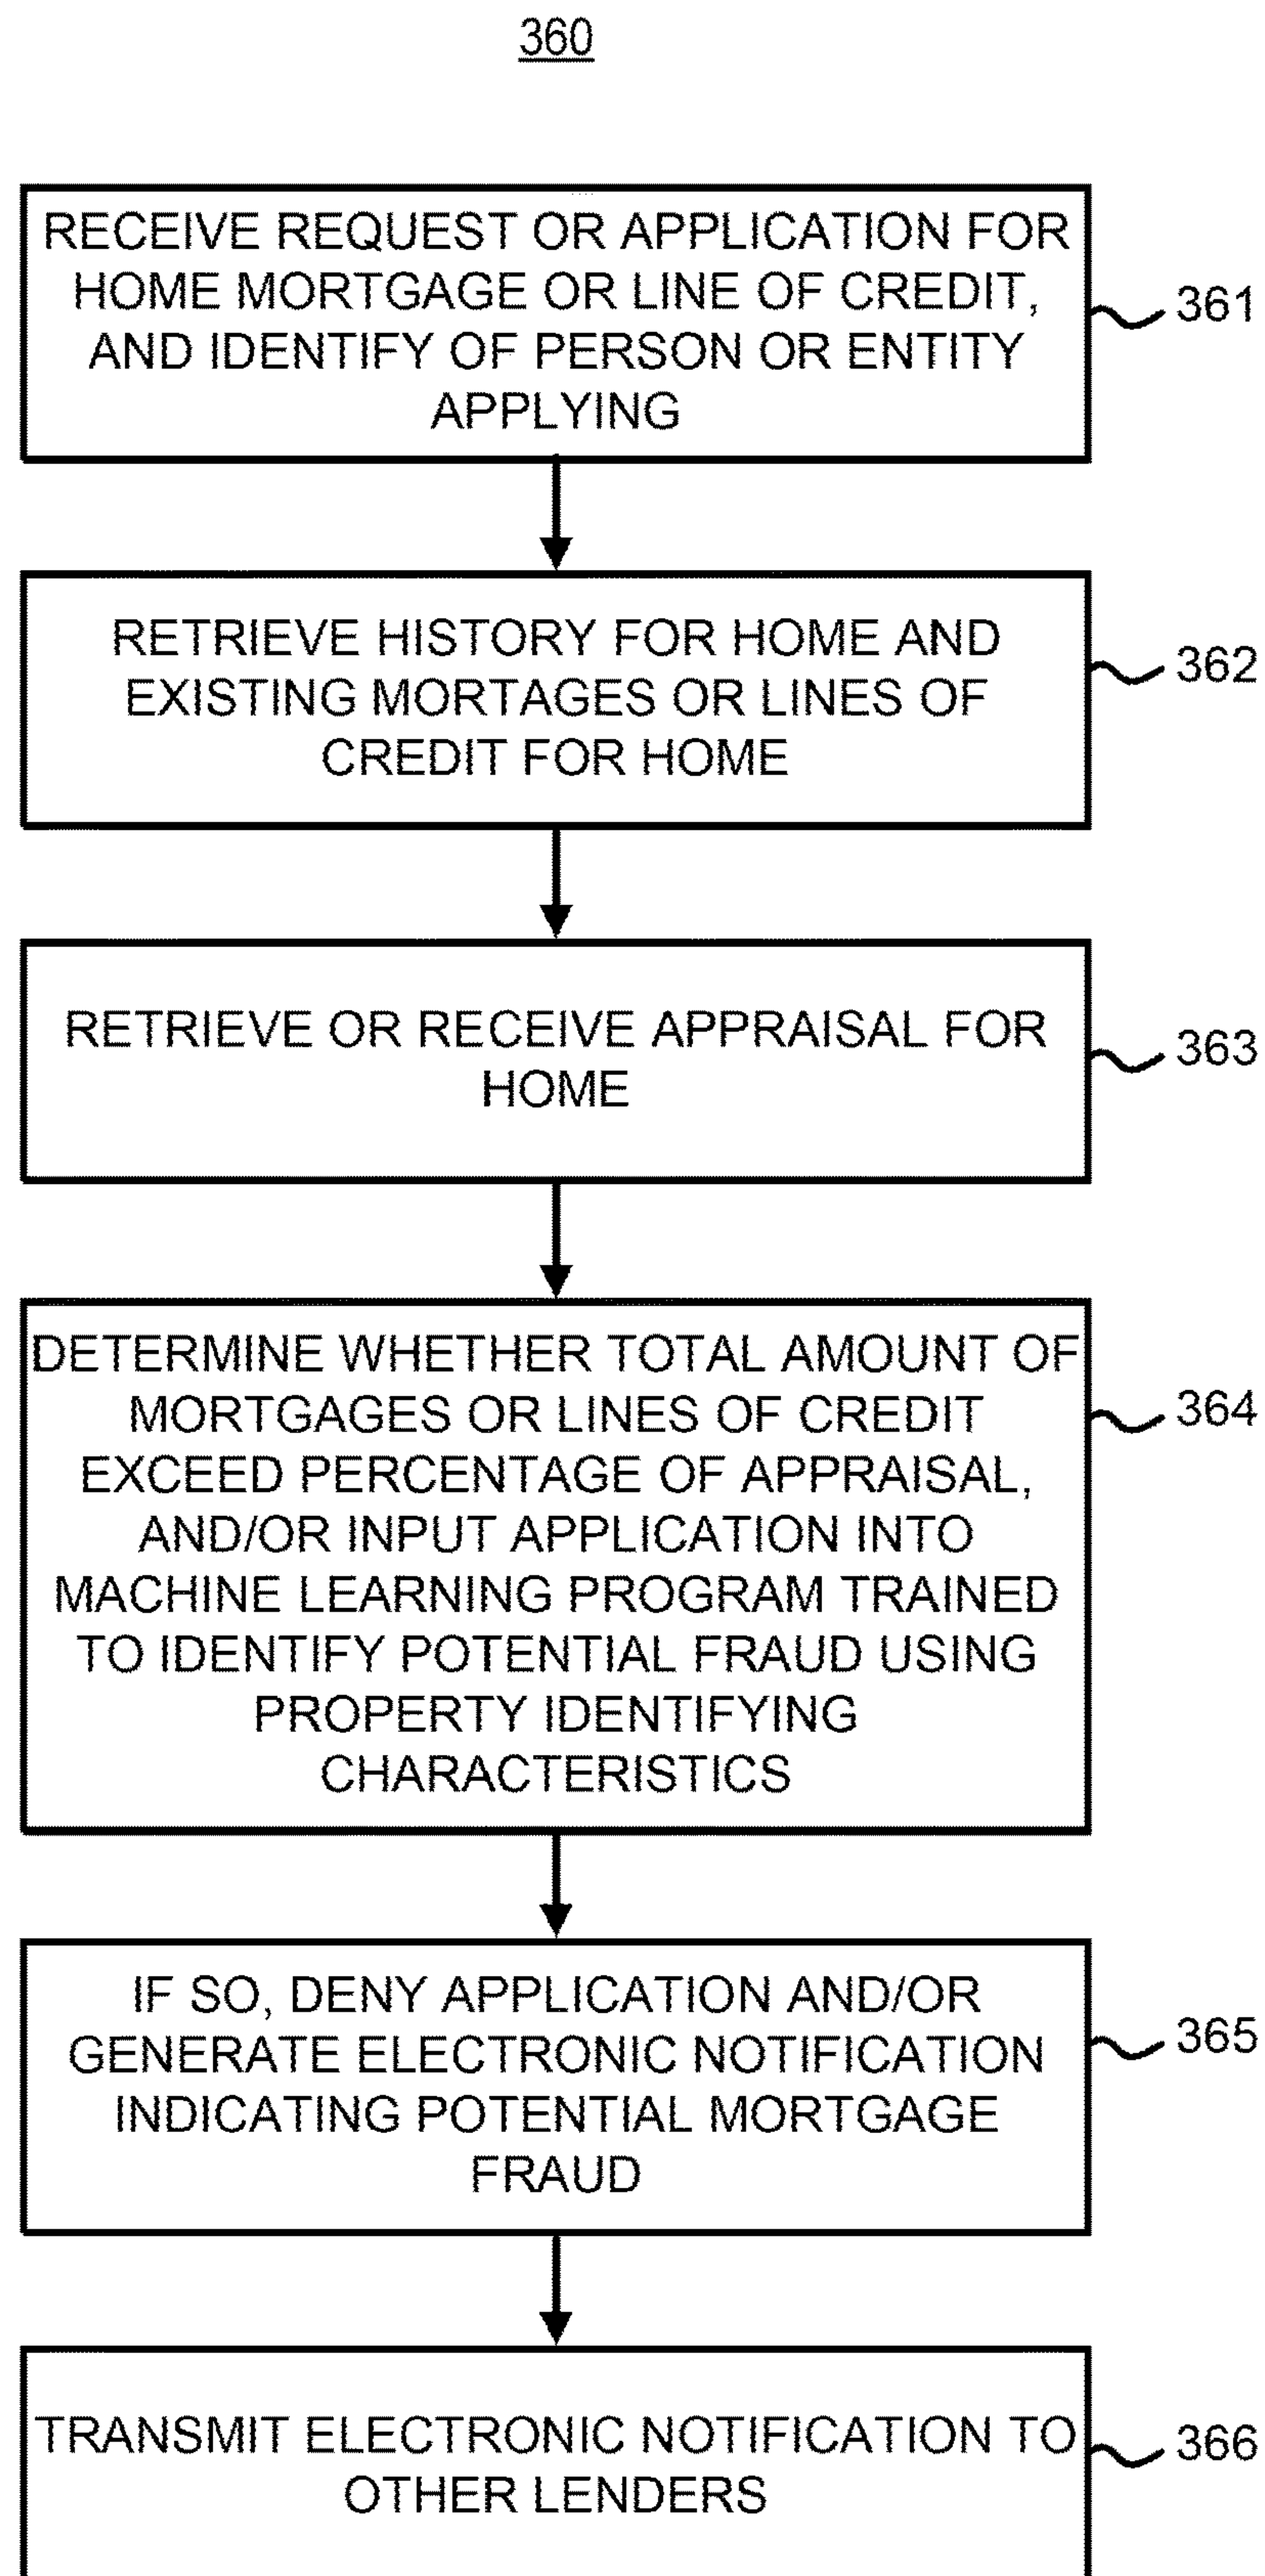 360
RECEIVE REQUEST OR APPLICATION FOR
HOME MORTGAGE OR LINE OF CREDIT,
AND IDENTIFY OF PERSON OR ENTITY
APPLYING
361
RETRIEVE HISTORY FOR HOME AND
EXISTING MORTAGES OR LINES OF
CREDIT FOR HOME
362
RETRIEVE OR RECEIVE APPRAISAL FOR
HOME
363
DETERMINE WHETHER TOTAL AMOUNT OF
MORTGAGES OR LINES OF CREDIT
EXCEED PERCENTAGE OF APPRAISAL,
AND/OR INPUT APPLICATION INTO
MACHINE LEARNING PROGRAM TRAINED
TO IDENTIFY POTENTIAL FRAUD USING
PROPERTY IDENTIFYING
CHARACTERISTICS
364
IF SO, DENY APPLICATION AND/OR
GENERATE ELECTRONIC NOTIFICATION
INDICATING POTENTIAL MORTGAGE
FRAUD
365
TRANSMIT ELECTRONIC NOTIFICATION TO
OTHER LENDERS
366